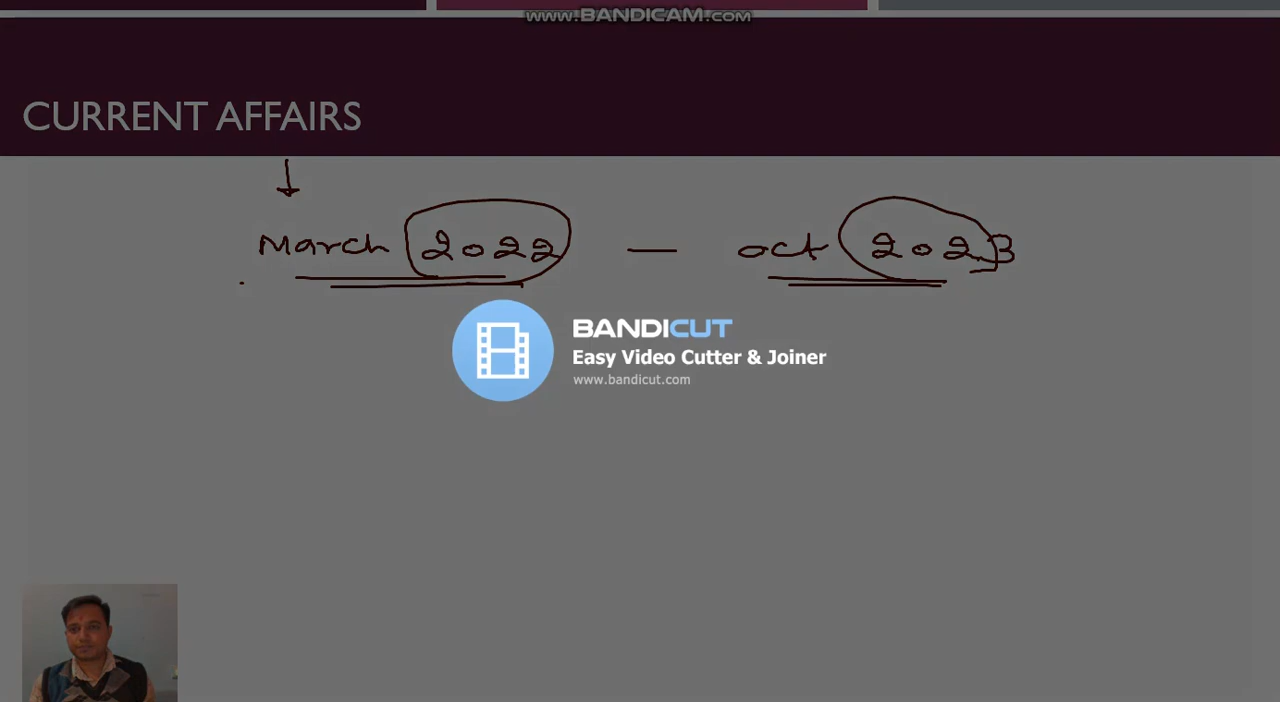 www.BANDICAM.com
CURRENT AFFAIRS
March 2022 — oct 2023
BANDICUT
Easy Video Cutter & Joiner
www.bandicut.com